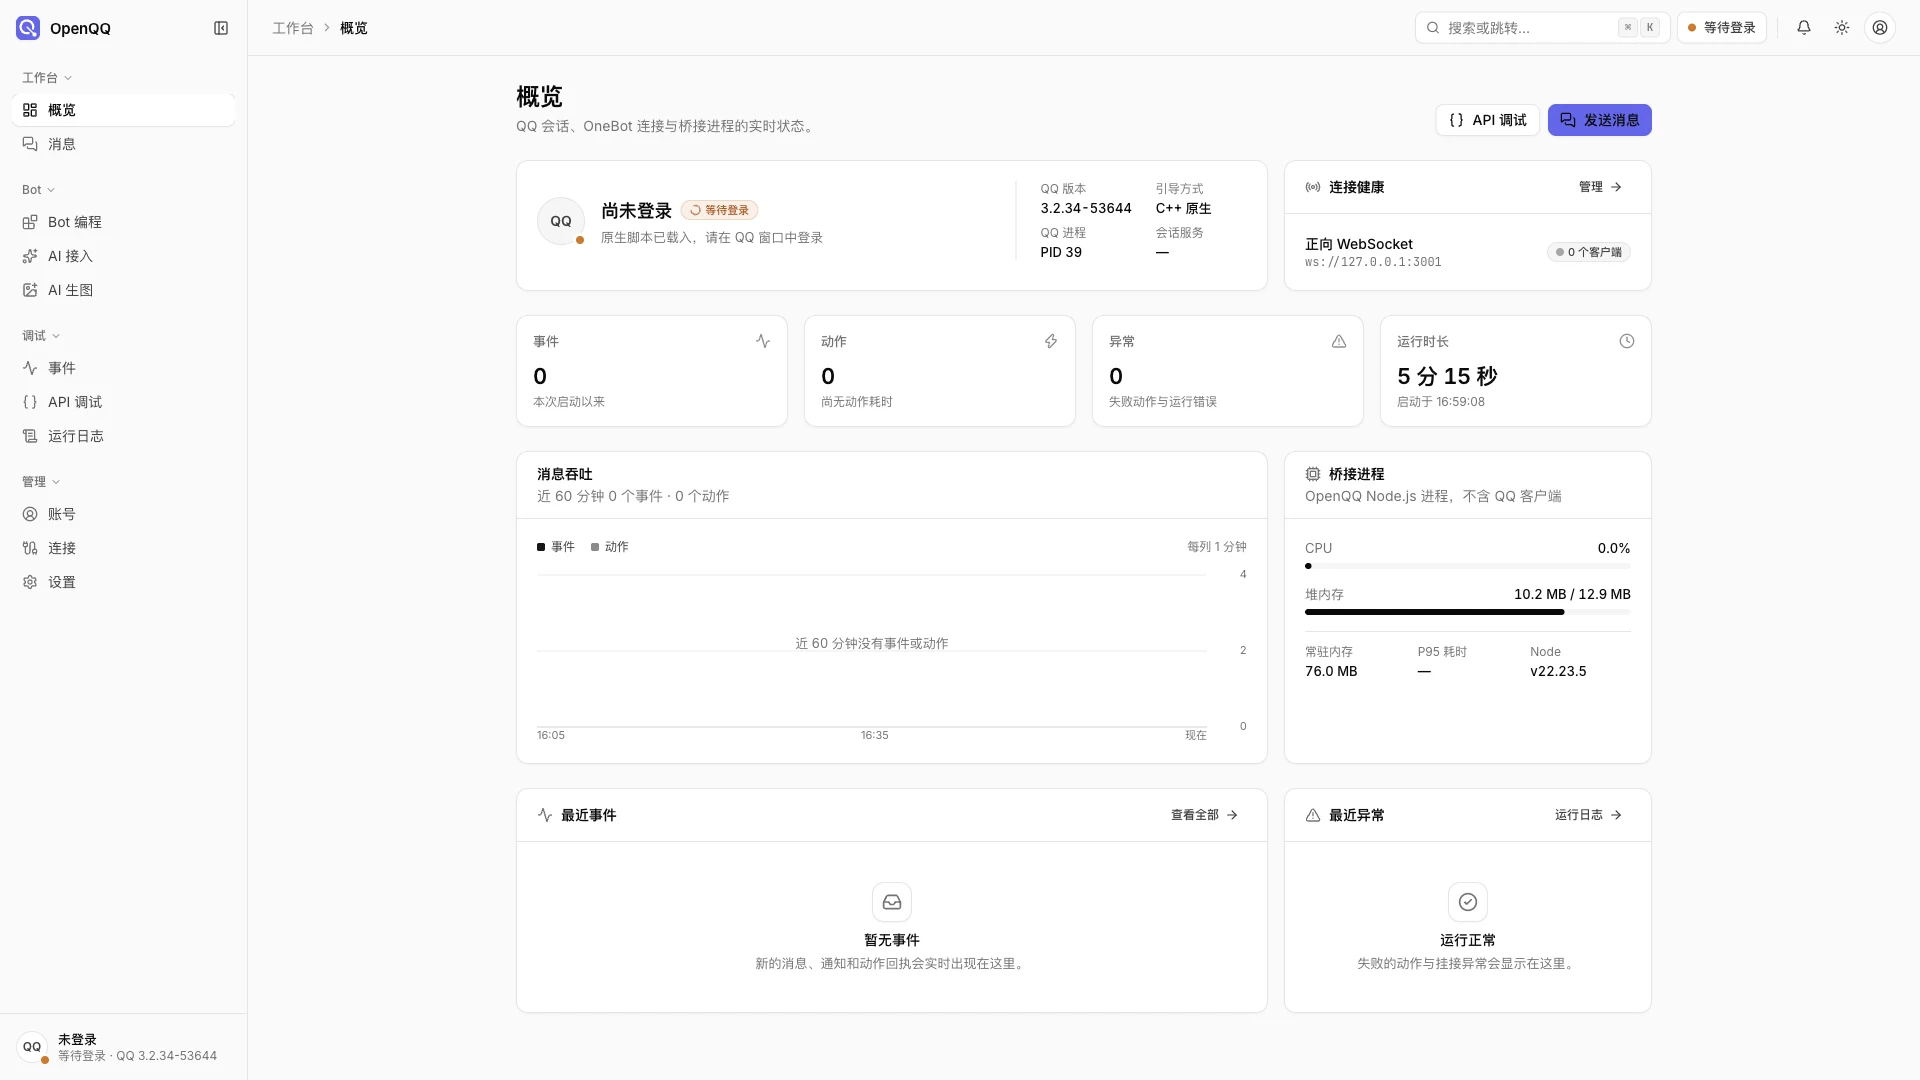 OpenQQ
工作台
概览
消息
Bot
Bot 编程
AI 接入
AI 生图
调试
事件
API 调试
运行日志
管理
账号
连接
设置
QQ
未登录
等待登录 · QQ 3.2.34-53644
工作台 > 概览
搜索或跳转...
⌘ K
等待登录
概览
QQ 会话、OneBot 连接与桥接进程的实时状态。
{} API 调试
发送消息
QQ
尚未登录
等待登录
原生脚本已载入，请在 QQ 窗口中登录
QQ 版本
3.2.34-53644
引导方式
C++ 原生
QQ 进程
PID 39
会话服务
—
连接健康
管理 →
正向 WebSocket
ws://127.0.0.1:3001
0 个客户端
事件
0
本次启动以来
动作
0
尚无动作耗时
异常
0
失败动作与运行错误
运行时长
5 分 15 秒
启动于 16:59:08
消息吞吐
近 60 分钟 0 个事件 · 0 个动作
事件
动作
每列 1 分钟
4
近 60 分钟没有事件或动作
2
0
16:05
16:35
现在
桥接进程
OpenQQ Node.js 进程，不含 QQ 客户端
CPU
0.0%
堆内存
10.2 MB / 12.9 MB
常驻内存
76.0 MB
P95 耗时
—
Node
v22.23.5
最近事件
查看全部 →
暂无事件
新的消息、通知和动作回执会实时出现在这里。
最近异常
运行日志 →
运行正常
失败的动作与挂接异常会显示在这里。